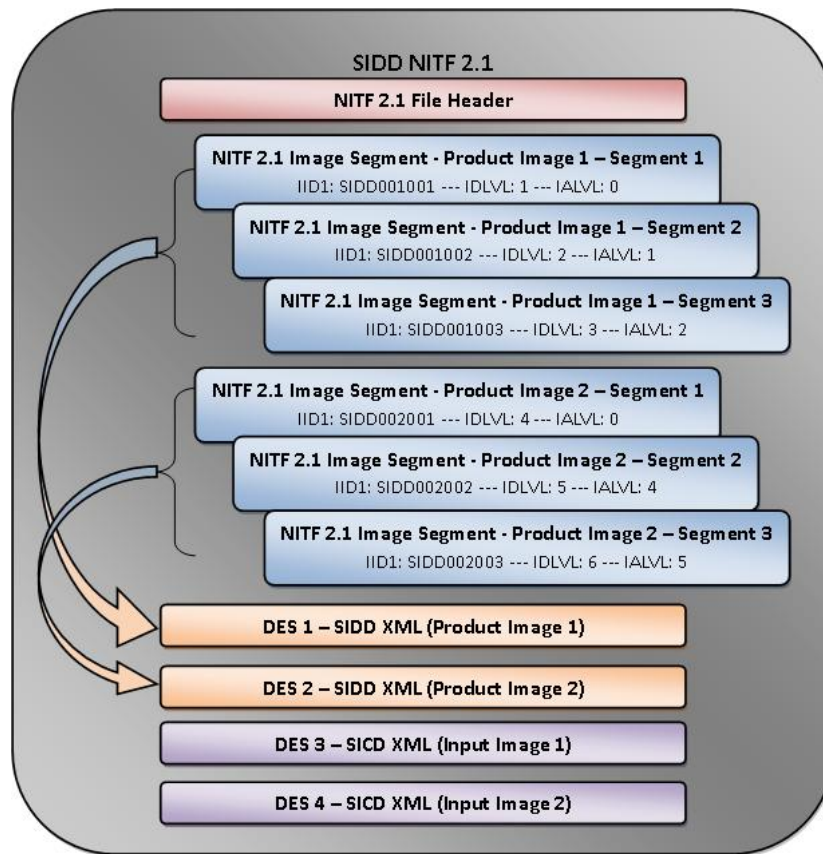 SIDD NITF 2.1
NITF 2.1 File Header
NITF 2.1 Image Segment - Product Image 1 – Segment 1
IID1: SIDD001001 --- IDLVL: 1 --- IALVL: 0
NITF 2.1 Image Segment - Product Image 1 – Segment 2
IID1: SIDD001002 --- IDLVL: 2 --- IALVL: 1
NITF 2.1 Image Segment - Product Image 1 – Segment 3
IID1: SIDD001003 --- IDLVL: 3 --- IALVL: 2
NITF 2.1 Image Segment - Product Image 2 – Segment 1
IID1: SIDD002001 --- IDLVL: 4 --- IALVL: 0
NITF 2.1 Image Segment - Product Image 2 – Segment 2
IID1: SIDD002002 --- IDLVL: 5 --- IALVL: 4
NITF 2.1 Image Segment - Product Image 2 – Segment 3
IID1: SIDD002003 --- IDLVL: 6 --- IALVL: 5
DES 1 – SIDD XML (Product Image 1)
DES 2 – SIDD XML (Product Image 2)
DES 3 – SICD XML (Input Image 1)
DES 4 – SICD XML (Input Image 2)